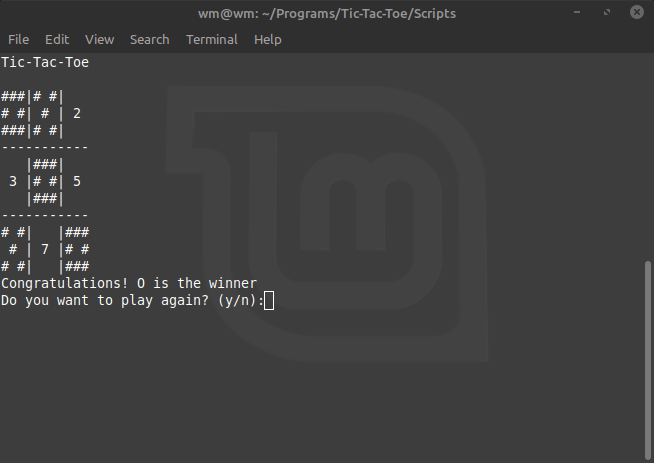 wm@wm: ~/Programs/Tic-Tac-Toe/Scripts
File Edit View Search Terminal Help
Tic-Tac-Toe
###|# #|
# #| # | 2
###|# #|
-----------
   |###|
 3 |# #| 5
   |###|
-----------
# #|   |###
 # | 7 |# #
# #|   |###
Congratulations! O is the winner
Do you want to play again? (y/n):